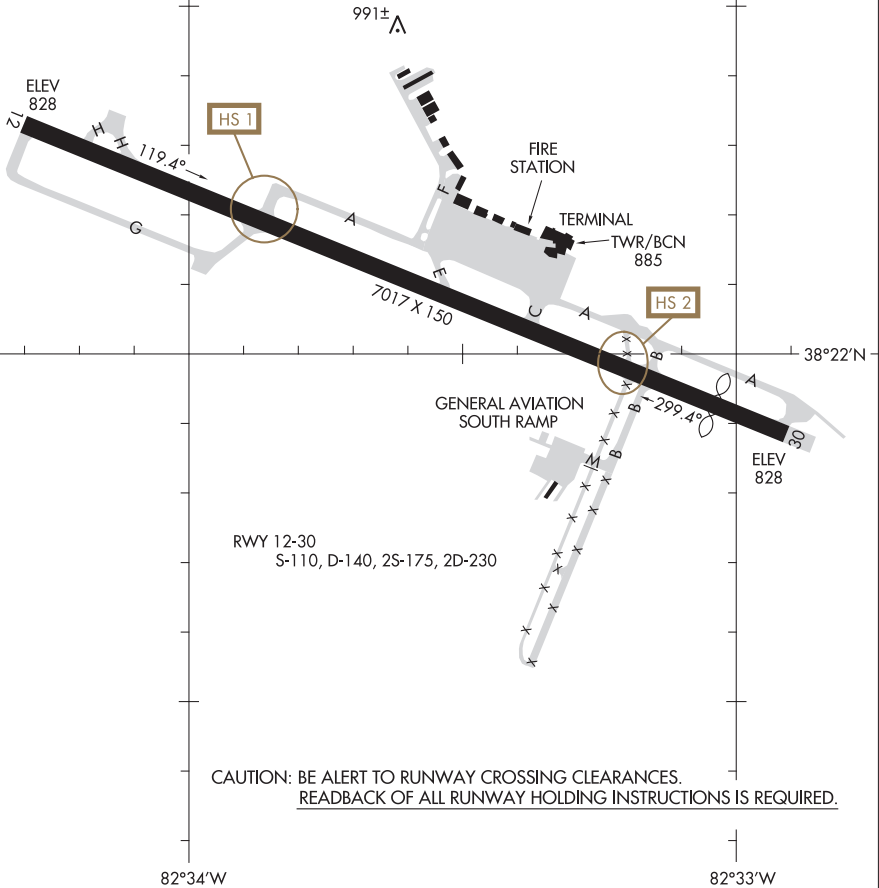 991±
ELEV
828
12
HS 1
H
H
119.4°
FIRE
STATION
F
A
TERMINAL
TWR/BCN
885
G
E
7017 X 150
C
A
HS 2
B
38°22'N
A
GENERAL AVIATION
SOUTH RAMP
B
299.4°
30
B
M
ELEV
828
RWY 12-30
S-110, D-140, 2S-175, 2D-230
CAUTION: BE ALERT TO RUNWAY CROSSING CLEARANCES.
READBACK OF ALL RUNWAY HOLDING INSTRUCTIONS IS REQUIRED.
82°34'W
82°33'W